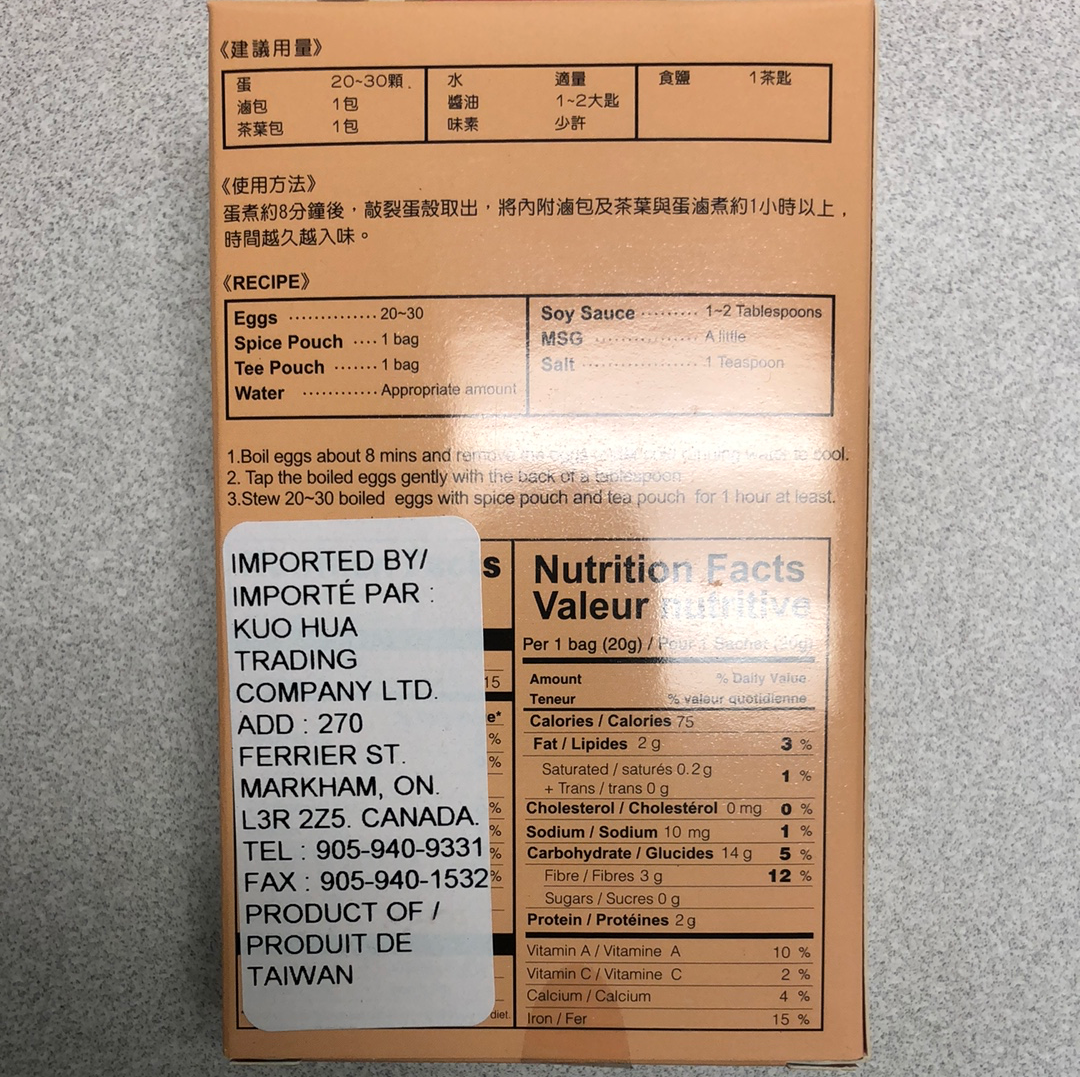 《建議用量》
蛋 20~30顆
滷包 1包
茶葉包 1包
水 適量
醬油 1~2大匙
味素 少許
食鹽 1茶匙
《使用方法》
蛋煮約8分鐘後，敲裂蛋殼取出，將內附滷包及茶葉與蛋滷煮約1小時以上，
時間越久越入味。
《RECIPE》
Eggs 20~30
Spice Pouch 1 bag
Tee Pouch 1 bag
Water Appropriate amount
Soy Sauce 1~2 Tablespoons
MSG A little
Salt 1 Teaspoon
1.Boil eggs about 8 mins and remove to cool.
2. Tap the boiled eggs gently with the back of a tablespoon
3.Stew 20~30 boiled eggs with spice pouch and tea pouch for 1 hour at least.
IMPORTED BY/
IMPORTÉ PAR :
KUO HUA
TRADING
COMPANY LTD.
ADD : 270
FERRIER ST.
MARKHAM, ON.
L3R 2Z5. CANADA.
TEL : 905-940-9331
FAX : 905-940-1532
PRODUCT OF /
PRODUIT DE
TAIWAN
s
15
e*
%
%
%
%
%
%
diet.
Nutrition Facts
Valeur nutritive
Per 1 bag (20g) / Pour 1 Sachet (20g)
Amount % Daily Value
Teneur % valeur quotidienne
Calories / Calories 75
Fat / Lipides 2 g 3 %
Saturated / saturés 0.2 g 1 %
+ Trans / trans 0 g
Cholesterol / Cholestérol 0 mg 0 %
Sodium / Sodium 10 mg 1 %
Carbohydrate / Glucides 14 g 5 %
Fibre / Fibres 3 g 12 %
Sugars / Sucres 0 g
Protein / Protéines 2 g
Vitamin A / Vitamine A 10 %
Vitamin C / Vitamine C 2 %
Calcium / Calcium 4 %
Iron / Fer 15 %